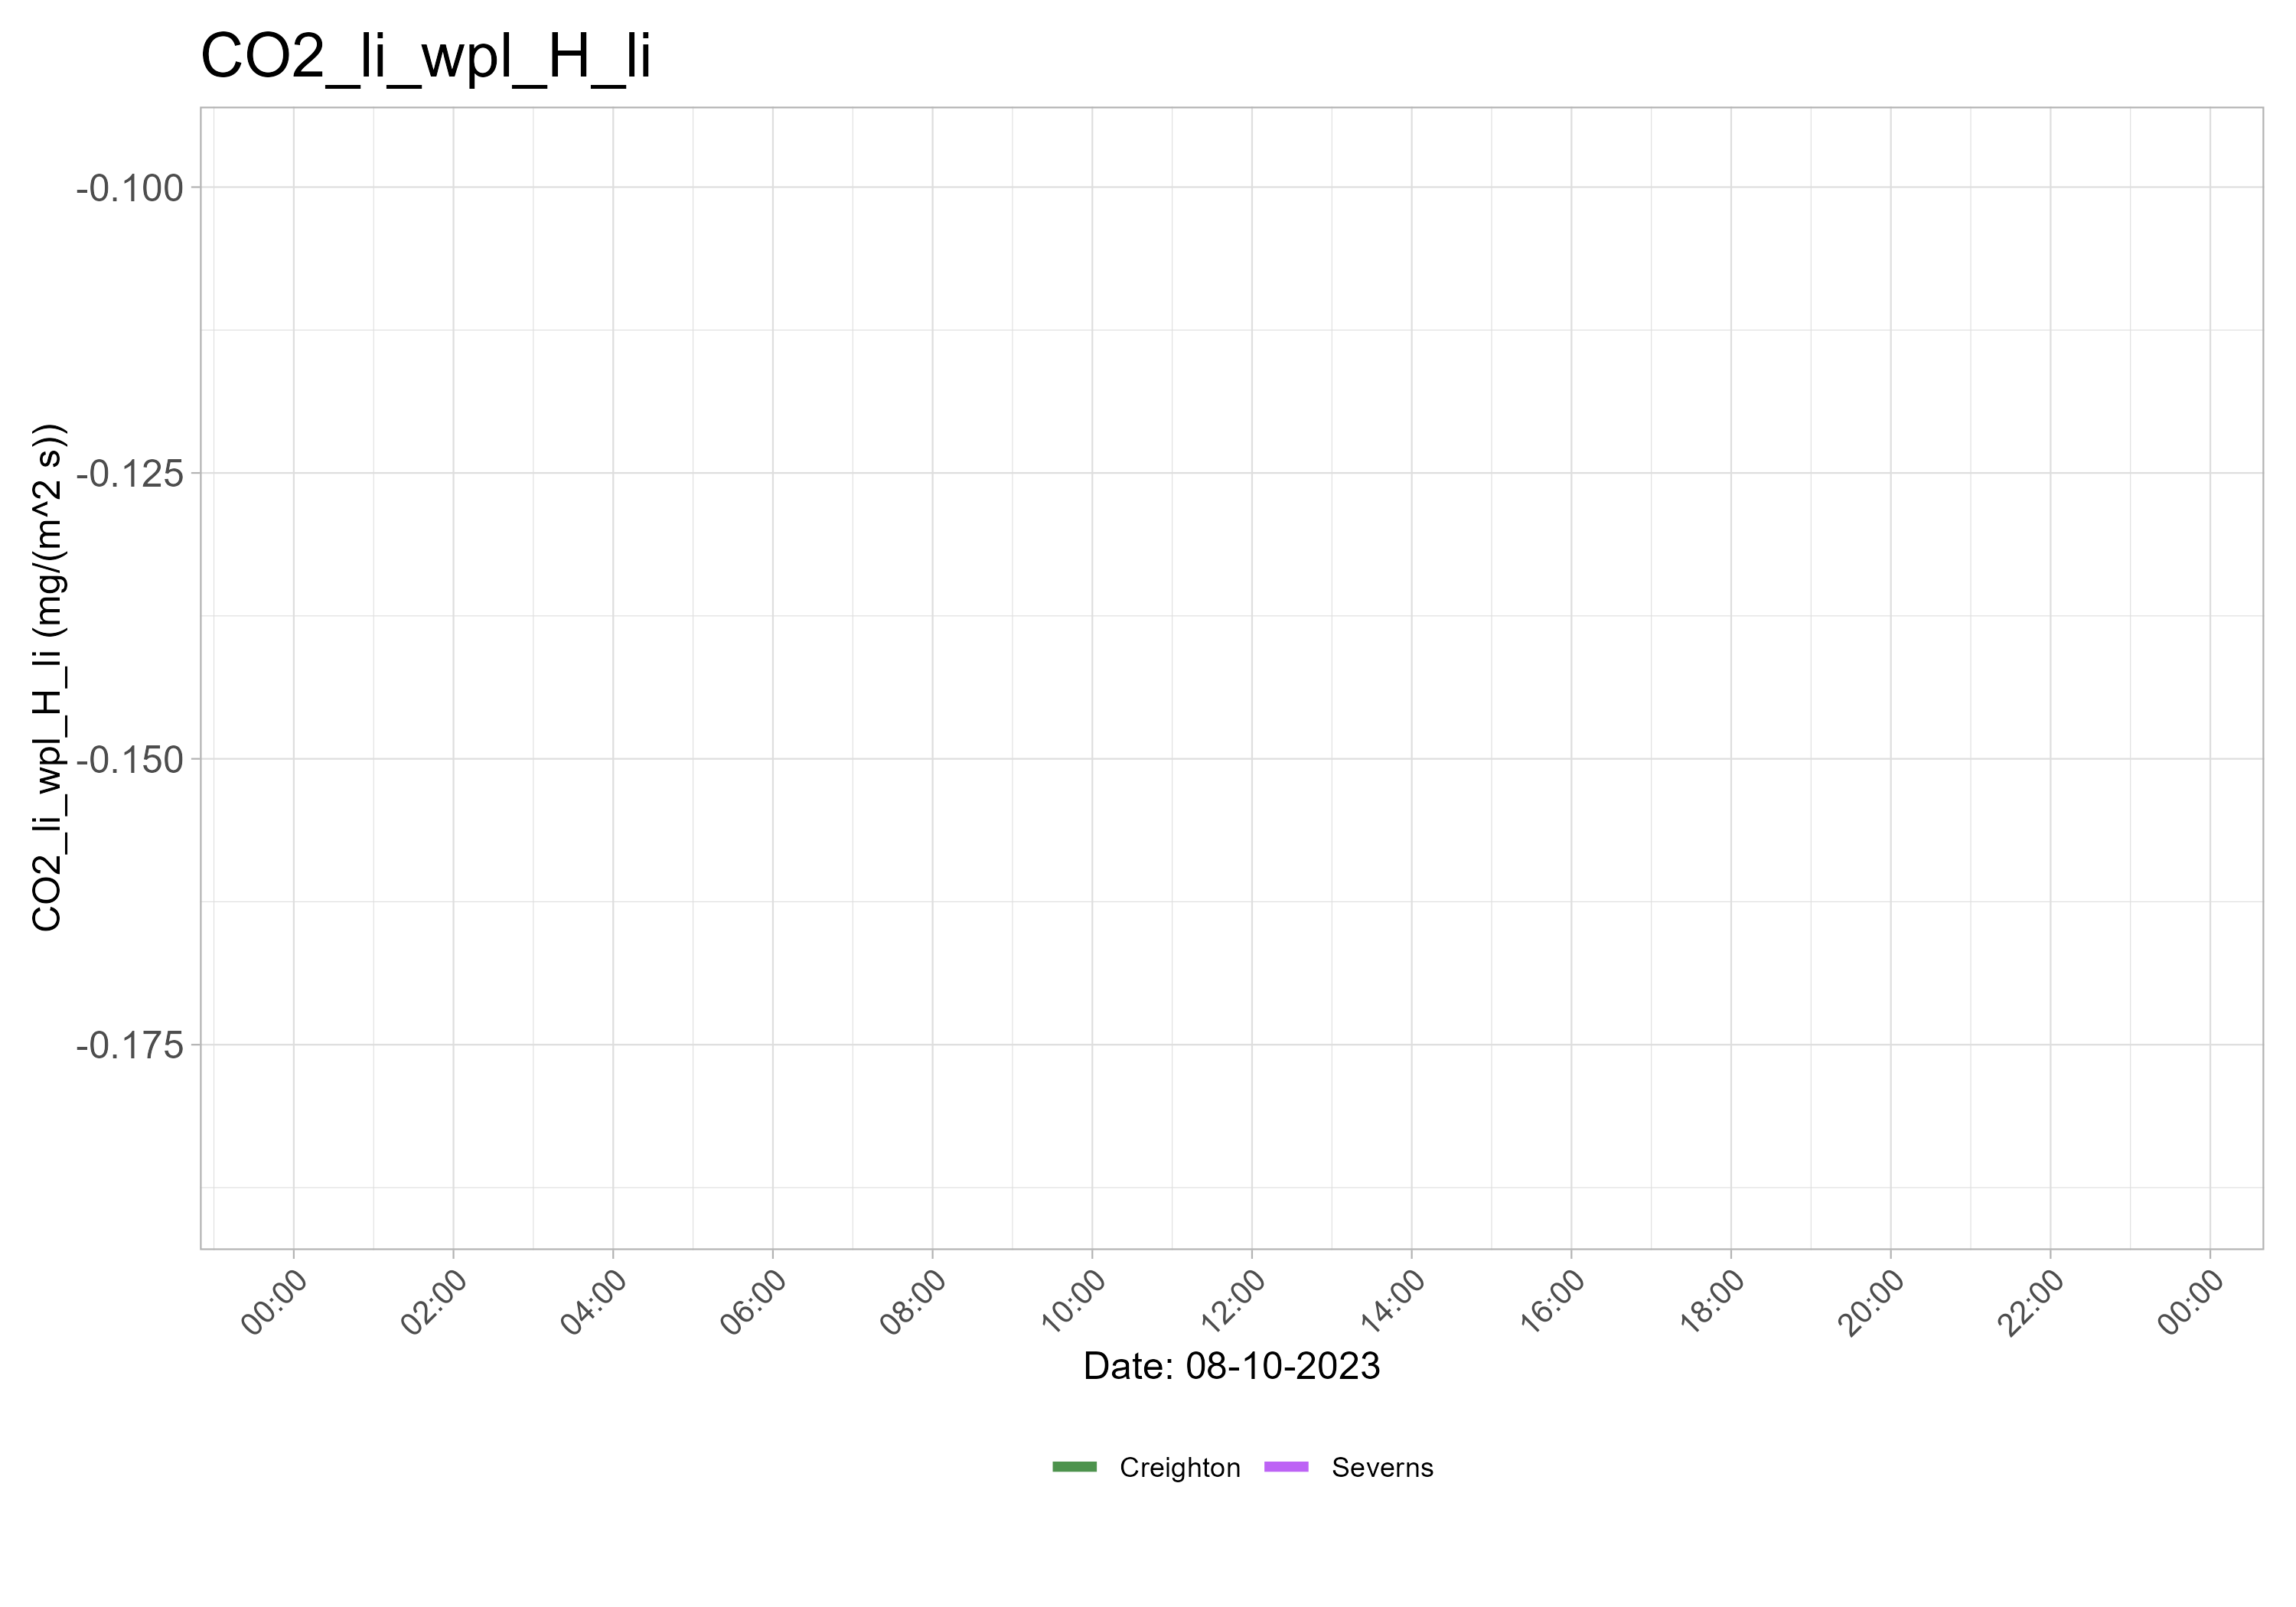 CO2_li_wpl_H_li
CO2_li_wpl_H_li (mg/(m^2 s))
-0.100
-0.125
-0.150
-0.175
00:00 02:00 04:00 06:00 08:00 10:00 12:00 14:00 16:00 18:00 20:00 22:00 00:00
Date: 08-10-2023
Creighton Severns